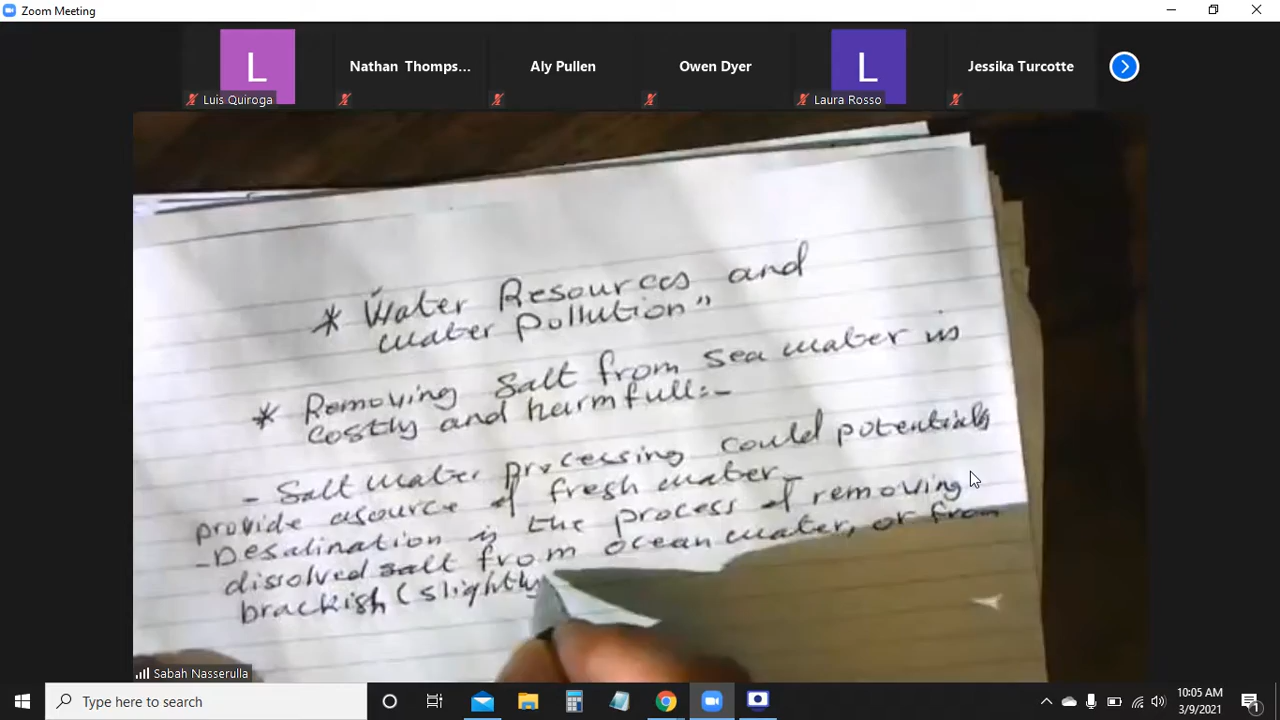 Zoom Meeting
L
Luis Quiroga
Nathan Thomps...
Aly Pullen
Owen Dyer
L
Laura Rosso
Jessika Turcotte
* "Water Resources and
water Pollution"
* Removing Salt from sea water is
costly and harmfull:-
- Salt water processing could potentially
provide asource of fresh water-
- Desalination is the process of removing
dissolved salt from ocean water, or from
brackish (slightly
Sabah Nasserulla
Type here to search
10:05 AM
3/9/2021
1